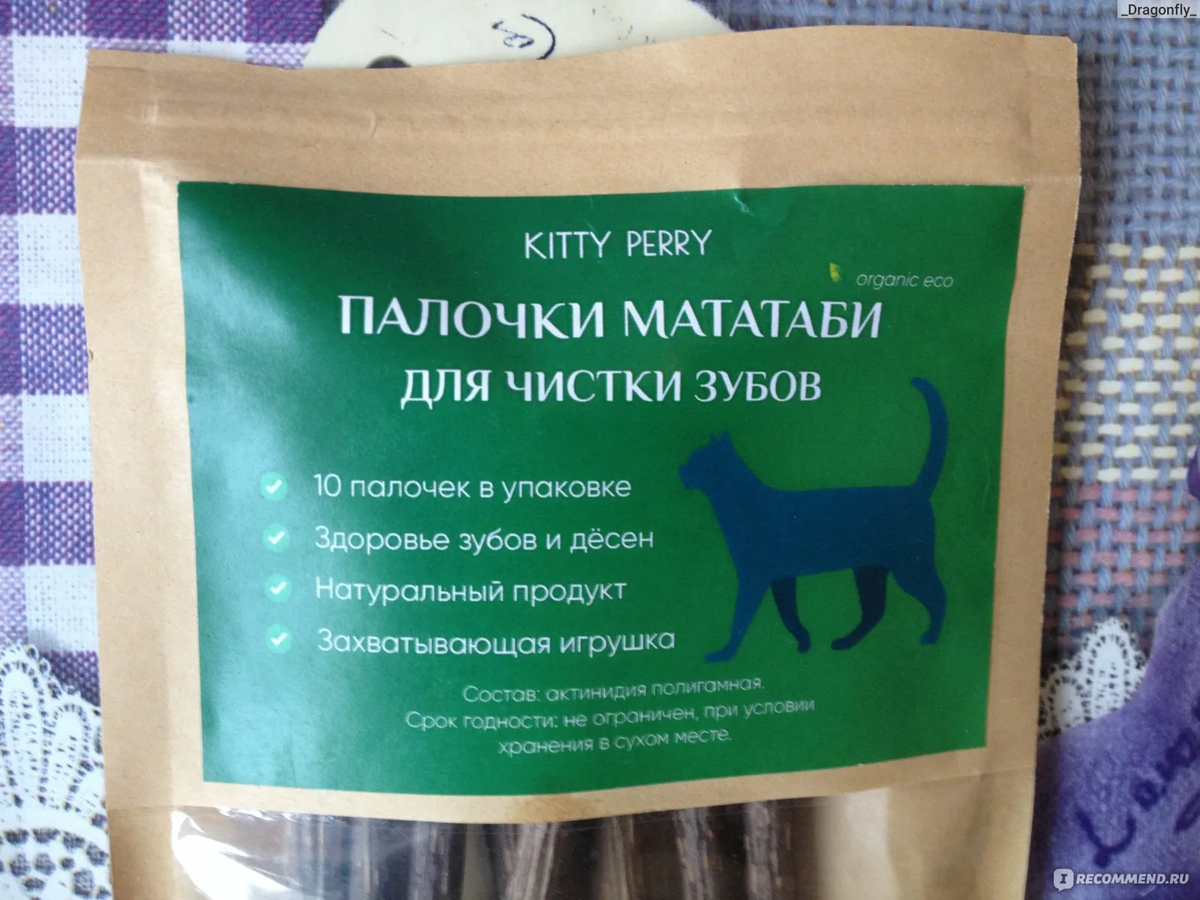 _Dragonfly_
KITTY PERRY
organic eco
ПАЛОЧКИ МАТАТАБИ
ДЛЯ ЧИСТКИ ЗУБОВ
10 палочек в упаковке
Здоровье зубов и дёсен
Натуральный продукт
Захватывающая игрушка
Состав: актинидия полигамная.
Срок годности: не ограничен, при условии
хранения в сухом месте.
IRECOMMEND.RU